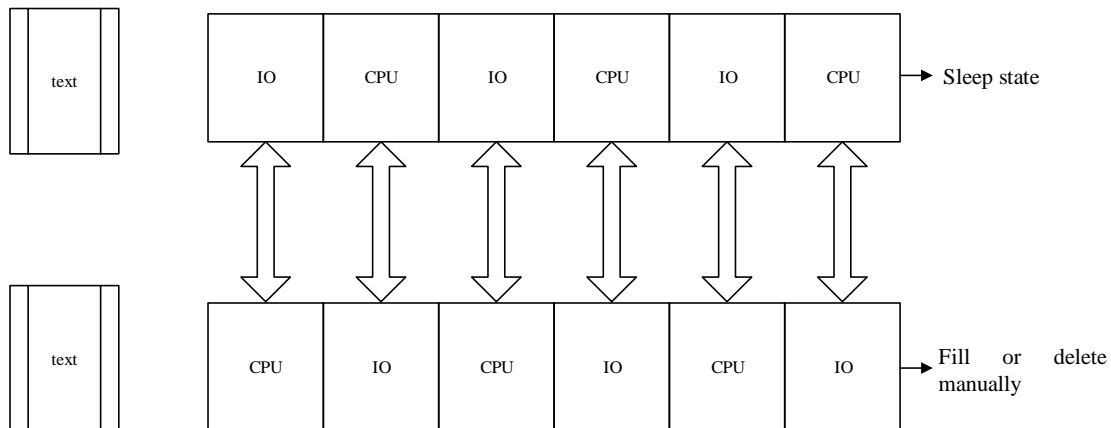 text
IO CPU IO CPU IO CPU
Sleep state
text
CPU IO CPU IO CPU IO
Fill or delete
manually